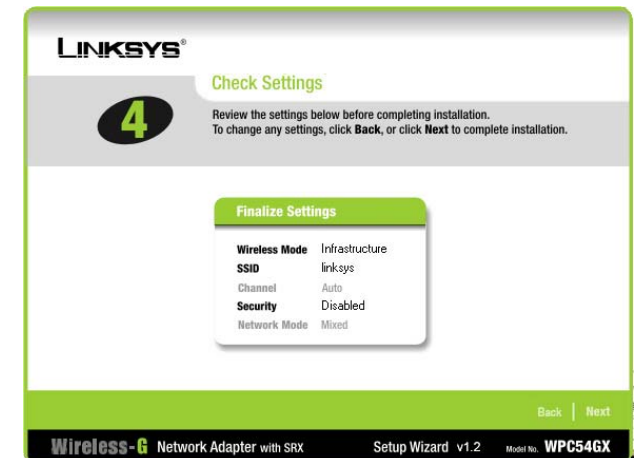 LINKSYS®
Check Settings
4
Review the settings below before completing installation.
To change any settings, click Back, or click Next to complete installation.
Finalize Settings
Wireless Mode Infrastructure
SSID linksys
Channel Auto
Security Disabled
Network Mode Mixed
Back | Next
Wireless-G Network Adapter with SRX Setup Wizard v1.2 Model No. WPC54GX